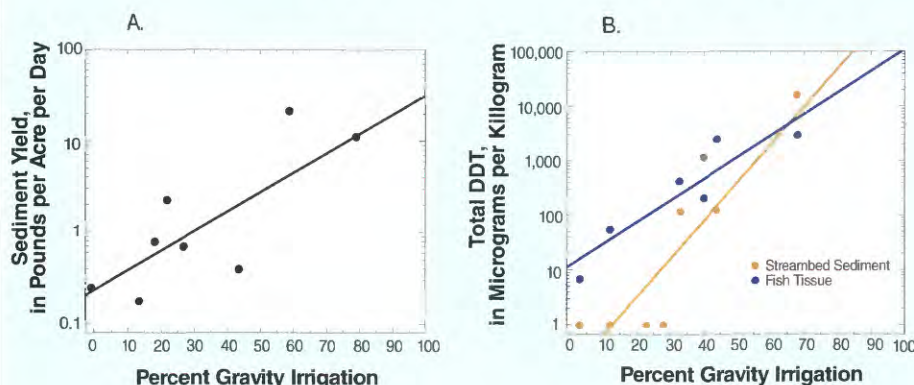 A.
Sediment Yield,
in Pounds per Acre per Day
100
10
1
0.1
0 10 20 30 40 50 60 70 80 90 100
Percent Gravity Irrigation
B.
Total DDT,
in Micrograms per Killogram
100,000
10,000
1,000
100
10
1
Streambed Sediment
Fish Tissue
0 10 20 30 40 50 60 70 80 90 100
Percent Gravity Irrigation